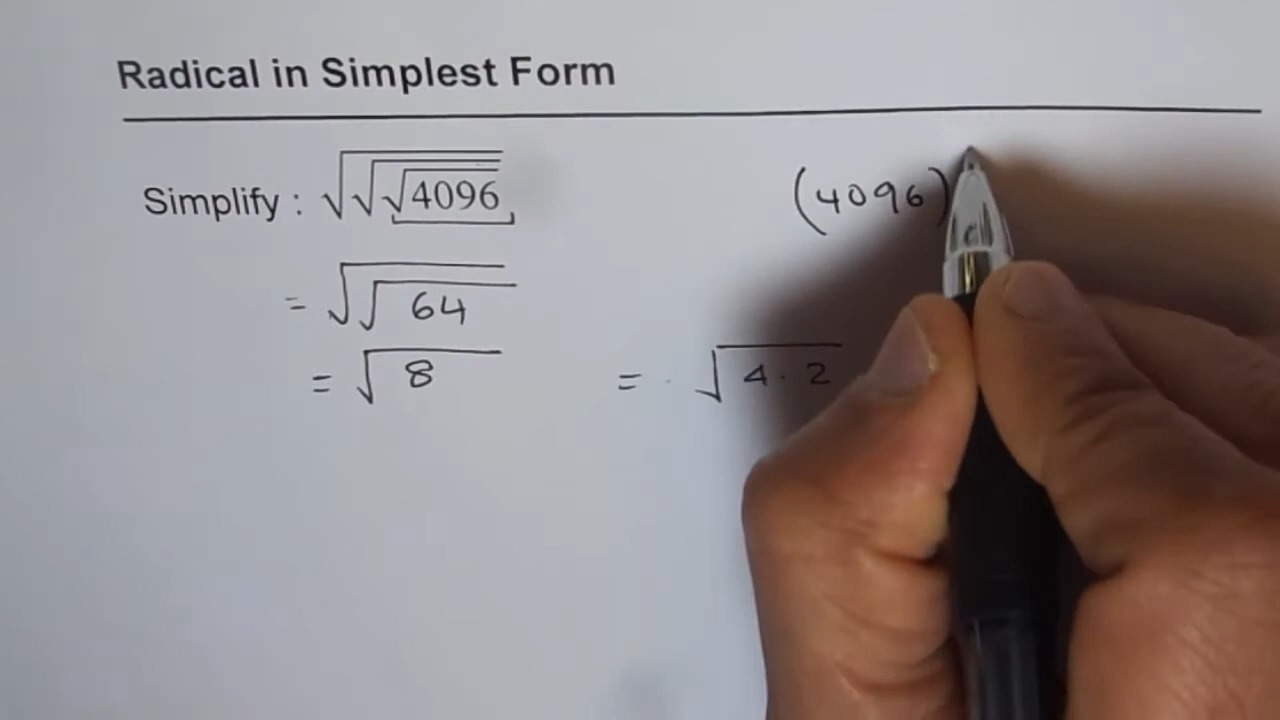 Radical in Simplest Form
Simplify : √√√4096
(4096)
= √√64
= √8 = √4·2